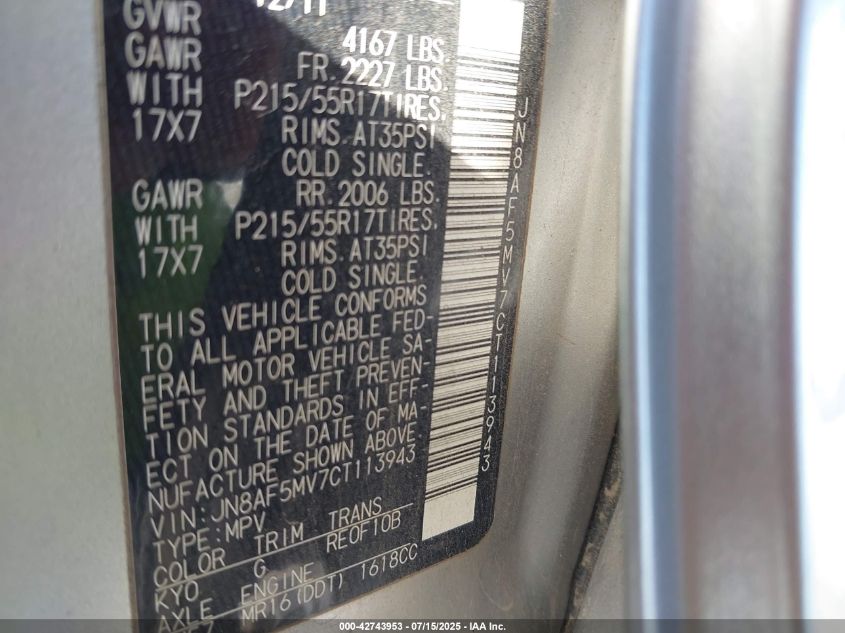 12/11
GVWR 4167 LBS.
GAWR FR. 2227 LBS.
WITH P215/55R17TIRES.
17X7 RIMS. AT35PSI
COLD SINGLE.
GAWR RR. 2006 LBS.
WITH P215/55R17TIRES.
17X7 RIMS. AT35PSI
COLD SINGLE.
THIS VEHICLE CONFORMS
TO ALL APPLICABLE FED-
ERAL MOTOR VEHICLE SA-
FETY AND THEFT PREVEN-
TION STANDARDS IN EFF-
ECT ON THE DATE OF MA-
NUFACTURE SHOWN ABOVE.
VIN:JN8AF5MV7CT113943
TYPE:MPV
COLOR TRIM TRANS
KYO G RE0F10B
AXLE ENGINE
MR16(DDT) 1618CC
JN8AF5MV7CT113943
000-42743953 - 07/15/2025 - IAA Inc.